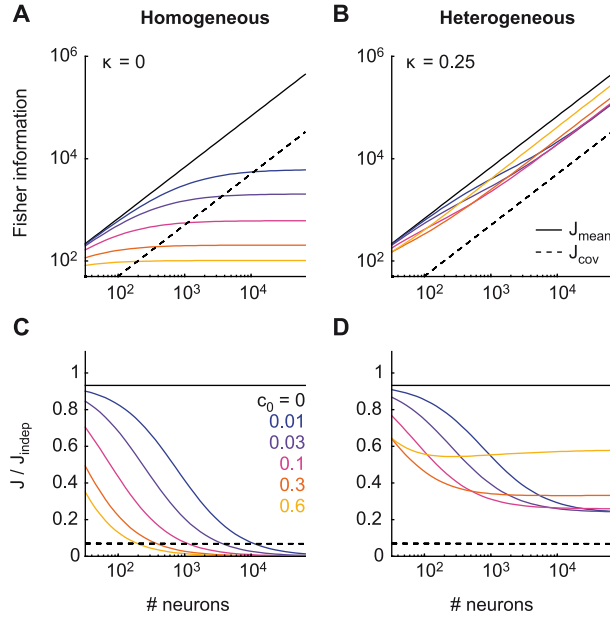 A Homogeneous
B Heterogeneous
κ = 0
κ = 0.25
Fisher information
10^6
10^4
10^2
10^2 10^3 10^4
10^6
10^4
10^2
10^2 10^3 10^4
J_mean
J_cov
C
D
J / J_indep
1
0.8
0.6
0.4
0.2
0
c_0 = 0
0.01
0.03
0.1
0.3
0.6
10^2 10^3 10^4
# neurons
1
0.8
0.6
0.4
0.2
0
10^2 10^3 10^4
# neurons